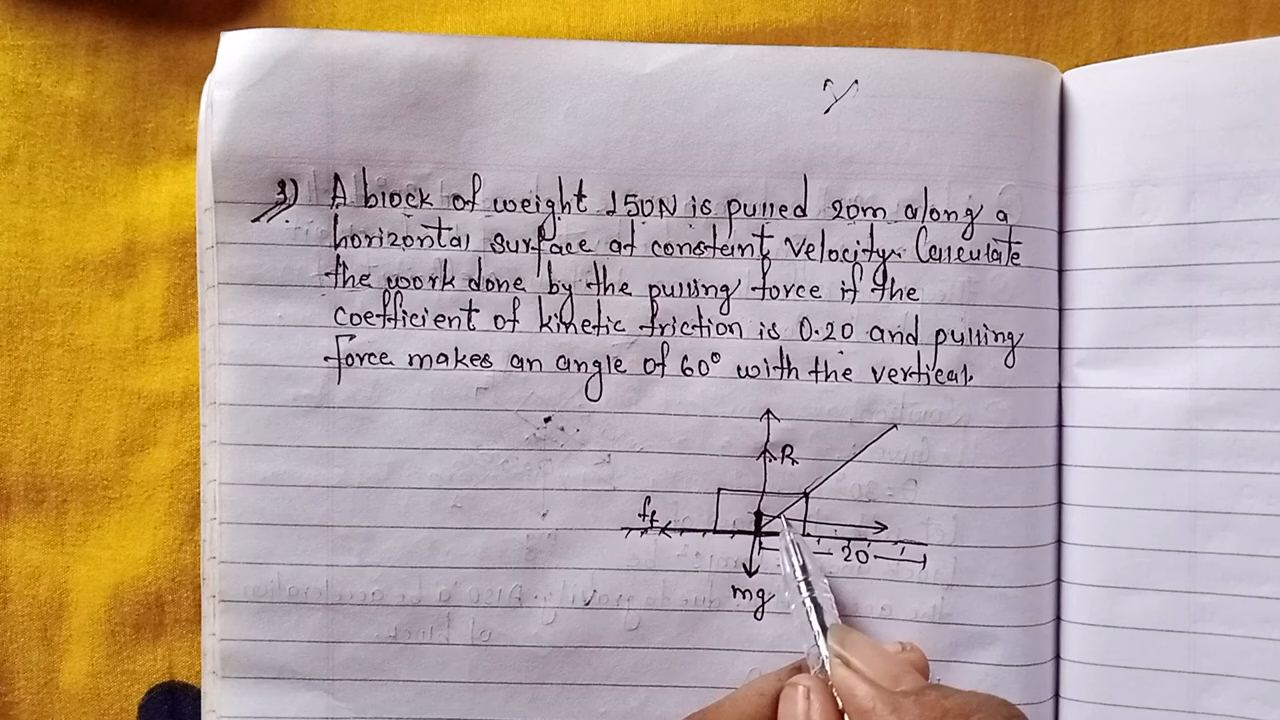 3) A block of weight 150N is pulled 20m along a
horizontal surface at constant velocity. Calculate
the work done by the pulling force if the
coefficient of kinetic friction is 0.20 and pulling
force makes an angle of 60° with the vertical.
R
fk
20
mg